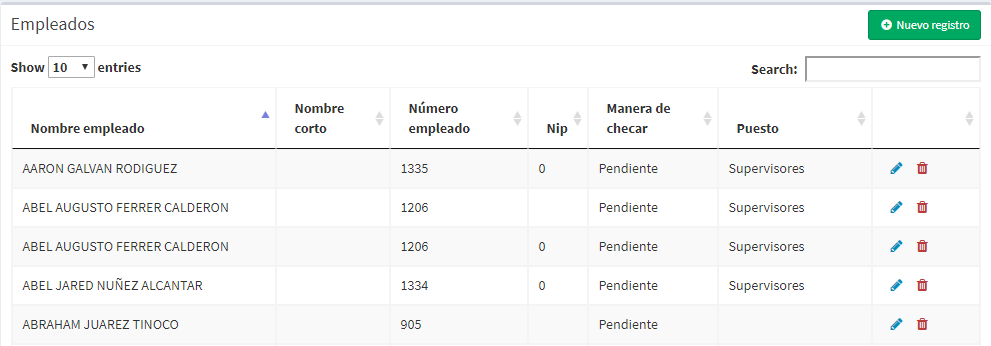 Empleados
Nuevo registro
Show 10 entries
Search:
Nombre empleado
Nombre corto
Número empleado
Nip
Manera de checar
Puesto
AARON GALVAN RODIGUEZ 1335 0 Pendiente Supervisores
ABEL AUGUSTO FERRER CALDERON 1206 Pendiente Supervisores
ABEL AUGUSTO FERRER CALDERON 1206 0 Pendiente Supervisores
ABEL JARED NUÑEZ ALCANTAR 1334 0 Pendiente Supervisores
ABRAHAM JUAREZ TINOCO 905 Pendiente